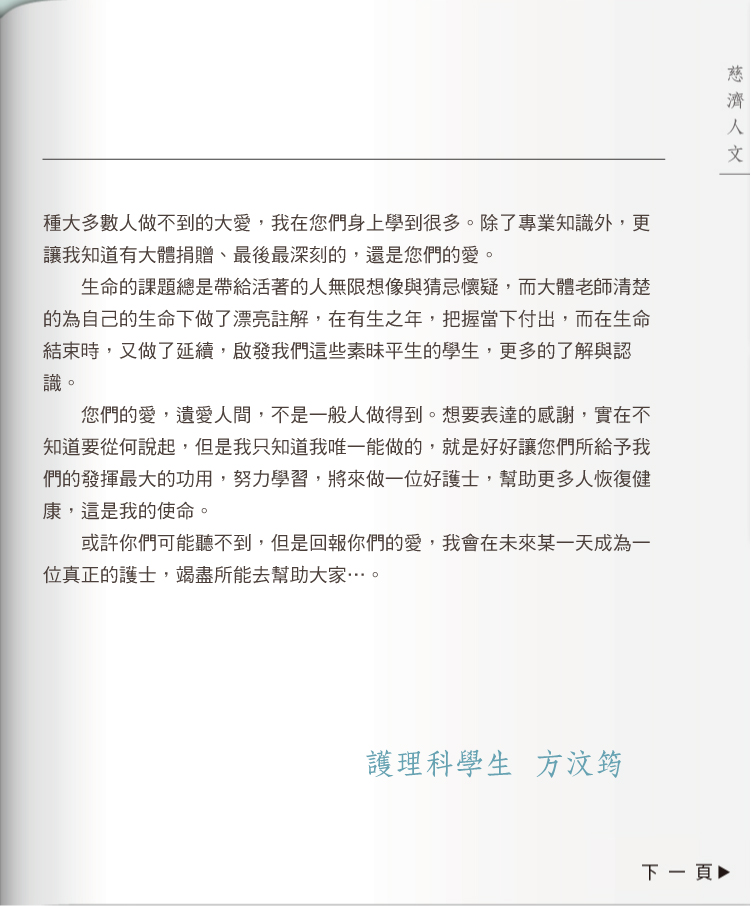 慈濟人文
種大多數人做不到的大愛，我在您們身上學到很多。除了專業知識外，更
讓我知道有大體捐贈、最後最深刻的，還是您們的愛。
生命的課題總是帶給活著的人無限想像與猜忌懷疑，而大體老師清楚
的為自己的生命下做了漂亮註解，在有生之年，把握當下付出，而在生命
結束時，又做了延續，啟發我們這些素昧平生的學生，更多的了解與認
識。
您們的愛，遺愛人間，不是一般人做得到。想要表達的感謝，實在不
知道要從何說起，但是我只知道我唯一能做的，就是好好讓您們所給予我
們的發揮最大的功用，努力學習，將來做一位好護士，幫助更多人恢復健
康，這是我的使命。
或許你們可能聽不到，但是回報你們的愛，我會在未來某一天成為一
位真正的護士，竭盡所能去幫助大家…。
護理科學生 方汶筠
下一頁▶